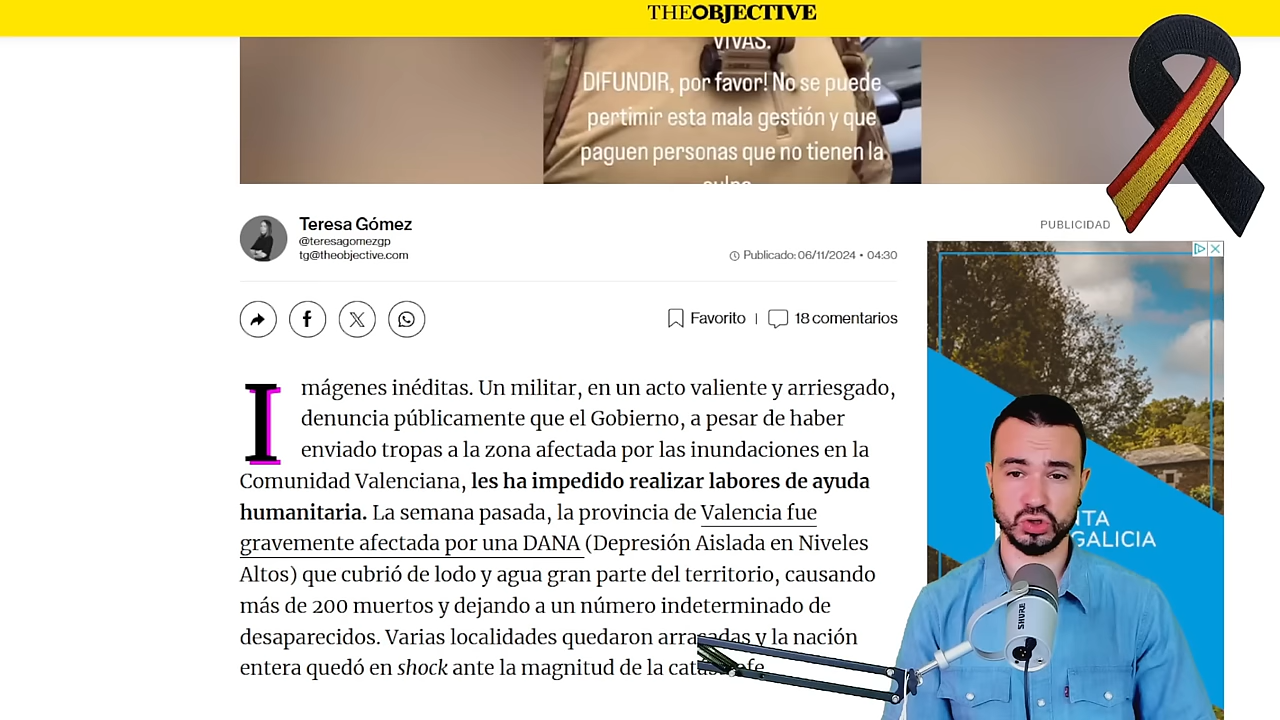 THEOBJECTIVE
VIVAS.
DIFUNDIR, por favor! No se puede
pertimir esta mala gestión y que
paguen personas que no tienen la
culpa
Teresa Gómez
@teresagomezgp
tg@theobjective.com
Publicado: 06/11/2024 • 04:30
PUBLICIDAD
Favorito | 18 comentarios
Imágenes inéditas. Un militar, en un acto valiente y arriesgado,
denuncia públicamente que el Gobierno, a pesar de haber
enviado tropas a la zona afectada por las inundaciones en la
Comunidad Valenciana, les ha impedido realizar labores de ayuda
humanitaria. La semana pasada, la provincia de Valencia fue
gravemente afectada por una DANA (Depresión Aislada en Niveles
Altos) que cubrió de lodo y agua gran parte del territorio, causando
más de 200 muertos y dejando a un número indeterminado de
desaparecidos. Varias localidades quedaron arrasadas y la nación
entera quedó en shock ante la magnitud de la catástrofe
GALICIA
SHURE